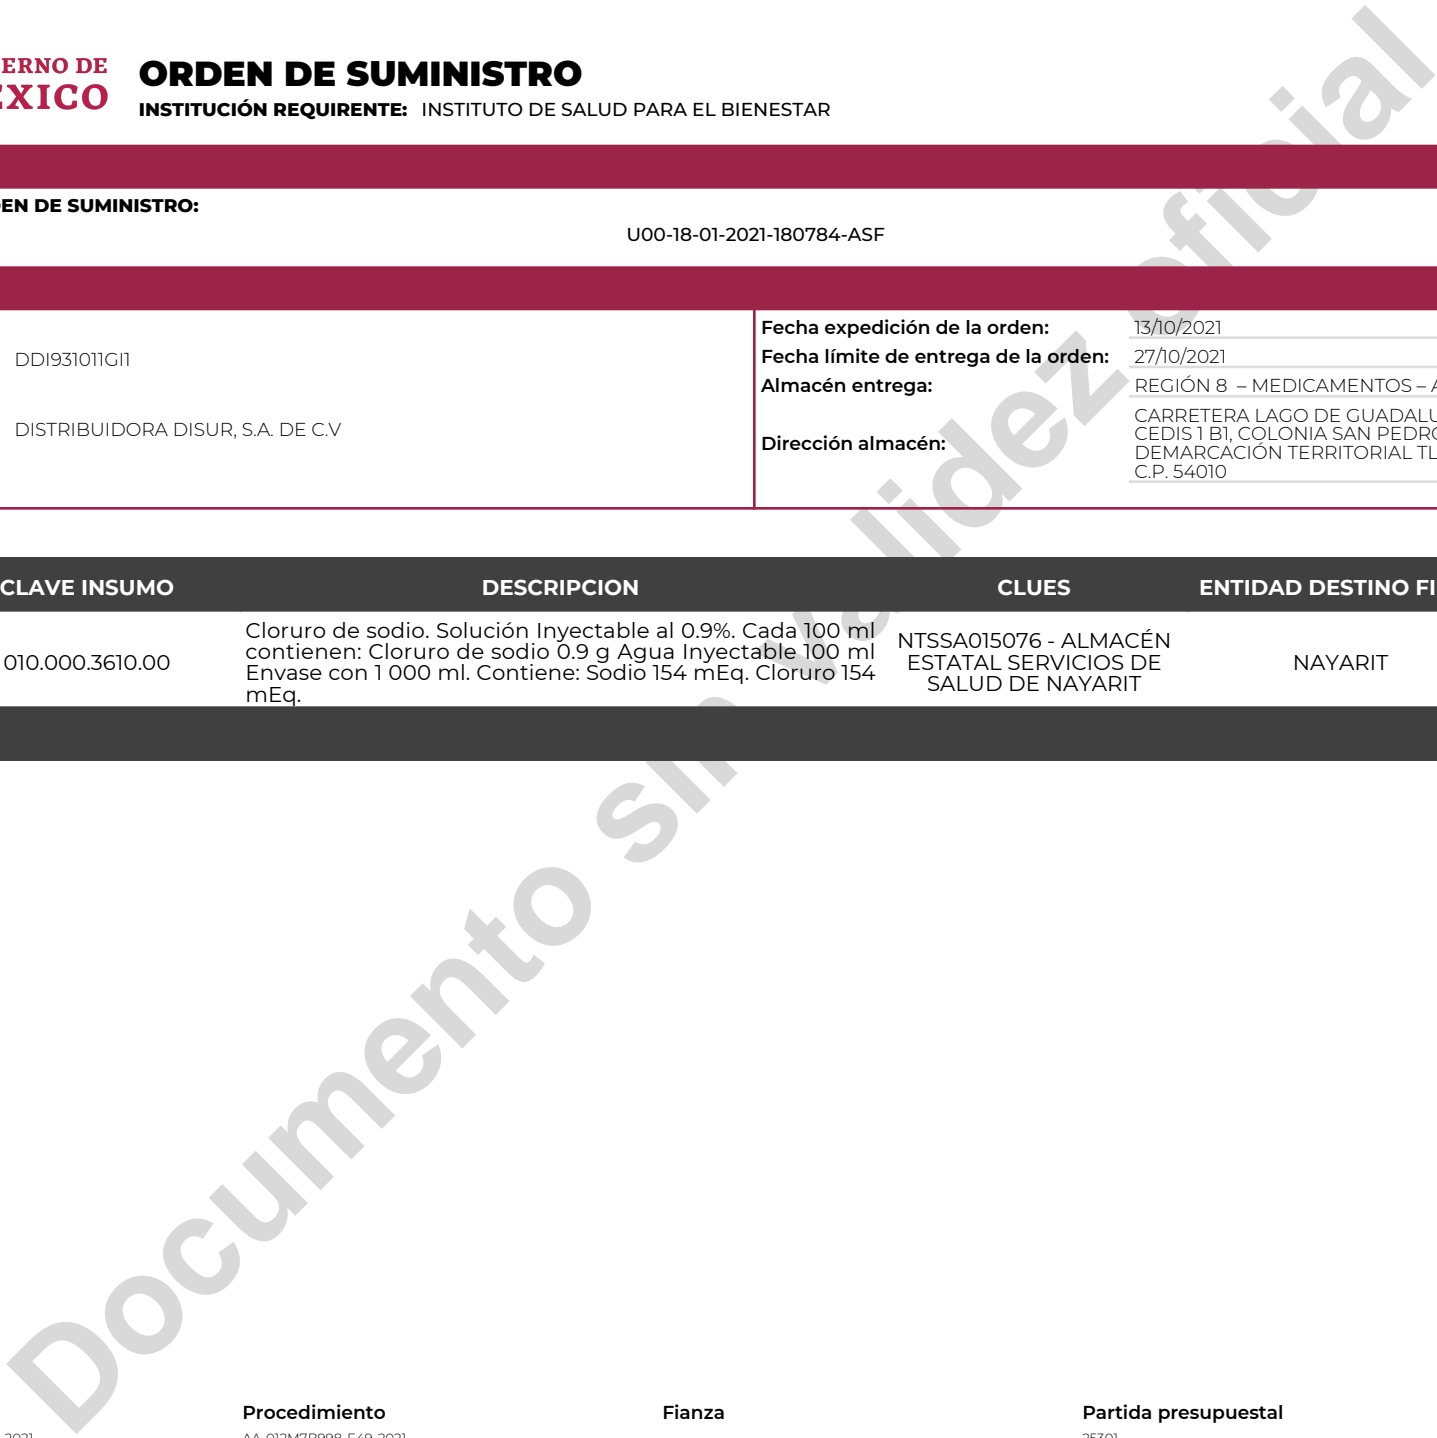 ERNO DE
ORDEN DE SUMINISTRO
INSTITUCIÓN REQUIRENTE: INSTITUTO DE SALUD PARA EL BIENESTAR
EN DE SUMINISTRO:
U00-18-01-2021-180784-ASF
DDI931011GI1
DISTRIBUIDORA DISUR, S.A. DE C.V
Fecha expedición de la orden: 13/10/2021
Fecha límite de entrega de la orden: 27/10/2021
Almacén entrega: REGIÓN 8 – MEDICAMENTOS – A
Dirección almacén:
CARRETERA LAGO DE GUADALU
CEDIS 1 B1, COLONIA SAN PEDRO
DEMARCACIÓN TERRITORIAL TL
C.P. 54010
CLAVE INSUMO DESCRIPCION CLUES ENTIDAD DESTINO FI
010.000.3610.00
Cloruro de sodio. Solución Inyectable al 0.9%. Cada 100 ml
contienen: Cloruro de sodio 0.9 g Agua Inyectable 100 ml
Envase con 1 000 ml. Contiene: Sodio 154 mEq. Cloruro 154
mEq.
NTSSA015076 - ALMACÉN
ESTATAL SERVICIOS DE
SALUD DE NAYARIT
NAYARIT
Documento sin validez oficial
Procedimiento Fianza Partida presupuestal